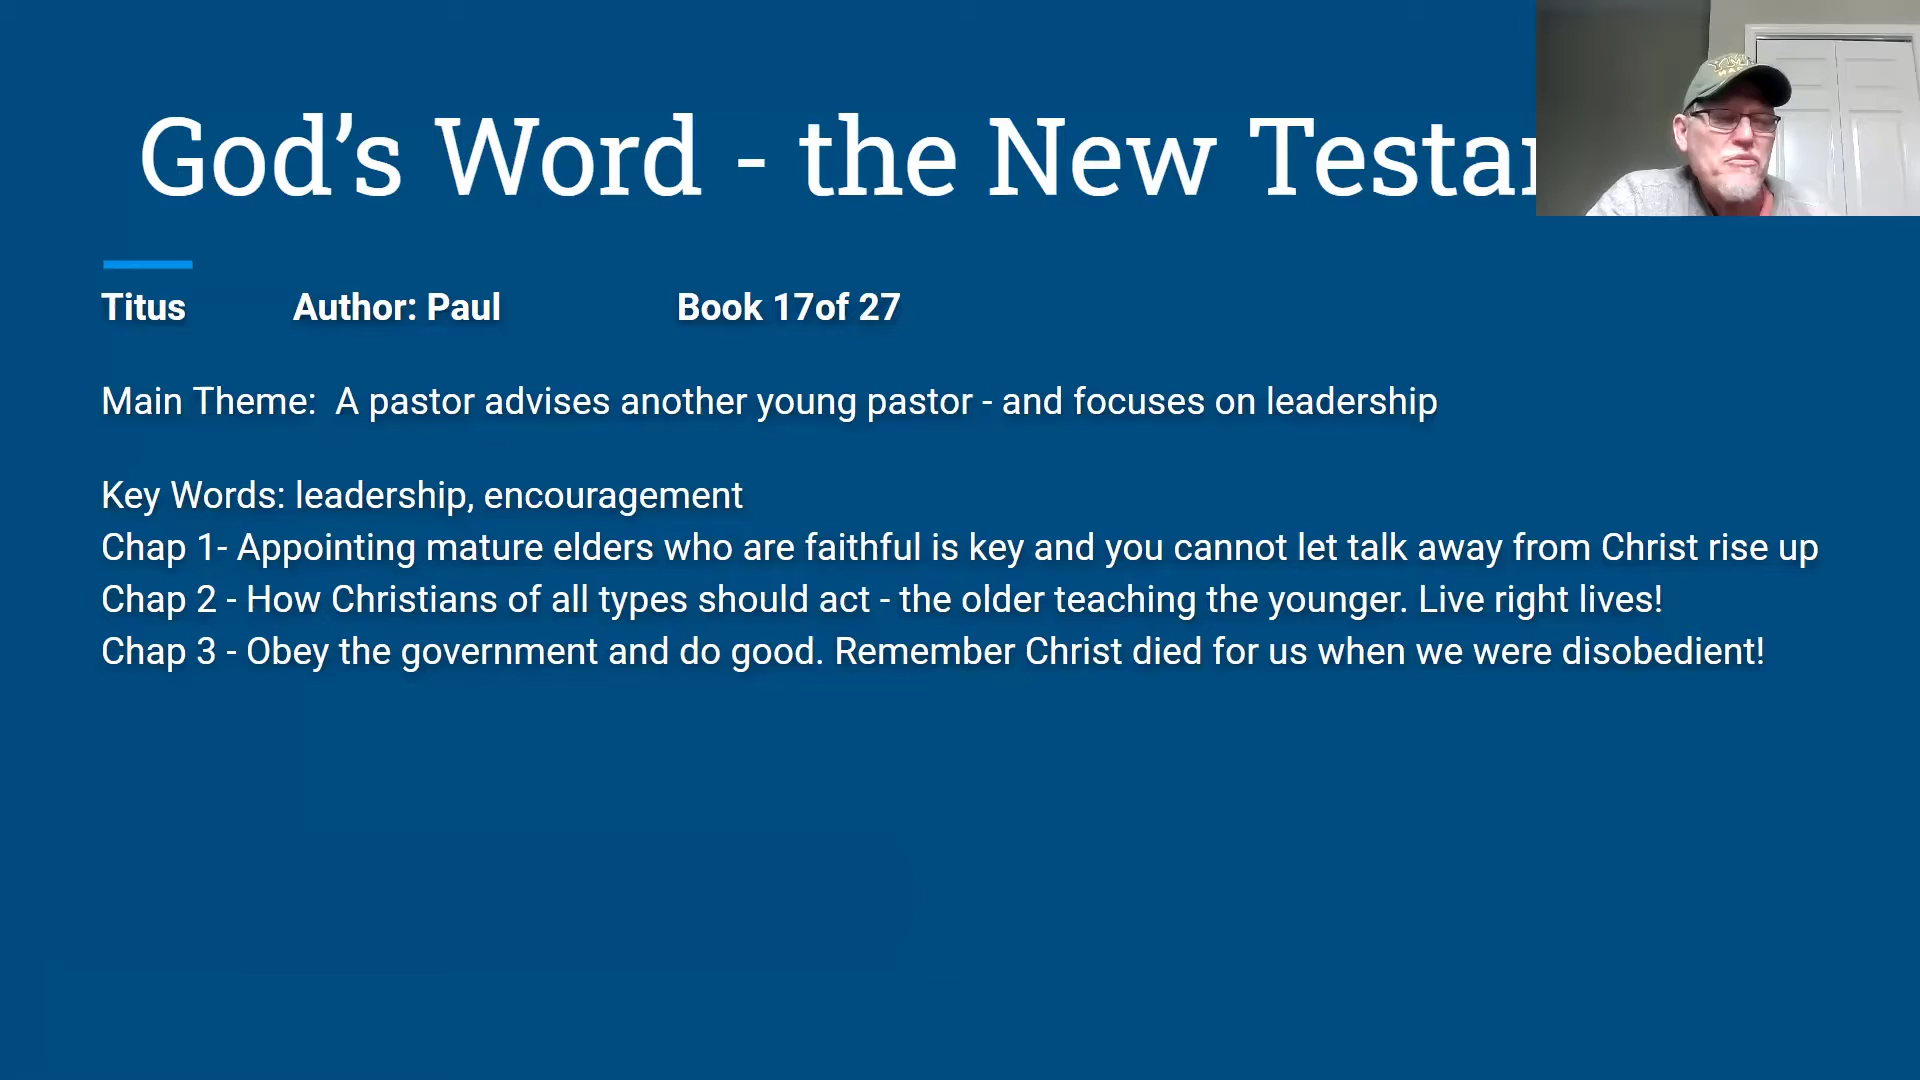 God’s Word - the New
Titus Author: Paul Book 17of 27
Main Theme: A pastor advises another young pastor - and focuses on leadership
Key Words: leadership, encouragement
Chap 1- Appointing mature elders who are faithful is key and you cannot let talk away from Christ rise up
Chap 2 - How Christians of all types should act - the older teaching the younger. Live right lives!
Chap 3 - Obey the government and do good. Remember Christ died for us when we were disobedient!